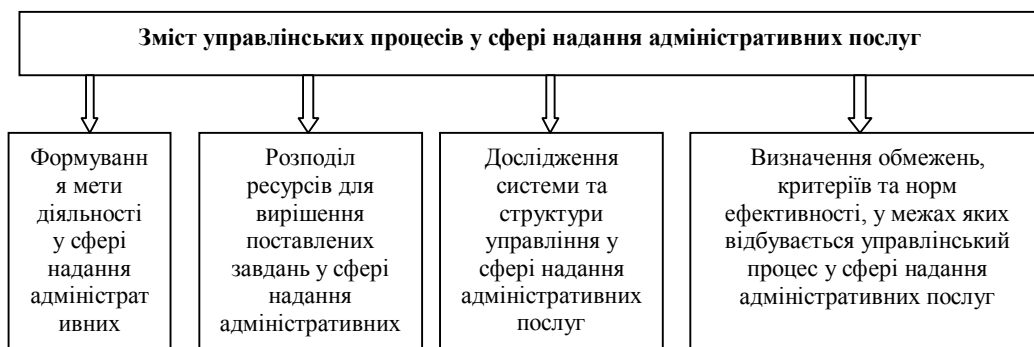 Зміст управлінських процесів у сфері надання адміністративних послуг
Формуванн
я мети
діяльності
у сфері
надання
адміністрат
ивних
Розподіл
ресурсів для
вирішення
поставлених
завдань у сфері
надання
адміністративних
Дослідження
системи та
структури
управління у
сфері надання
адміністративних
послуг
Визначення обмежень,
критеріїв та норм
ефективності, у межах яких
відбувається управлінський
процес у сфері надання
адміністративних послуг